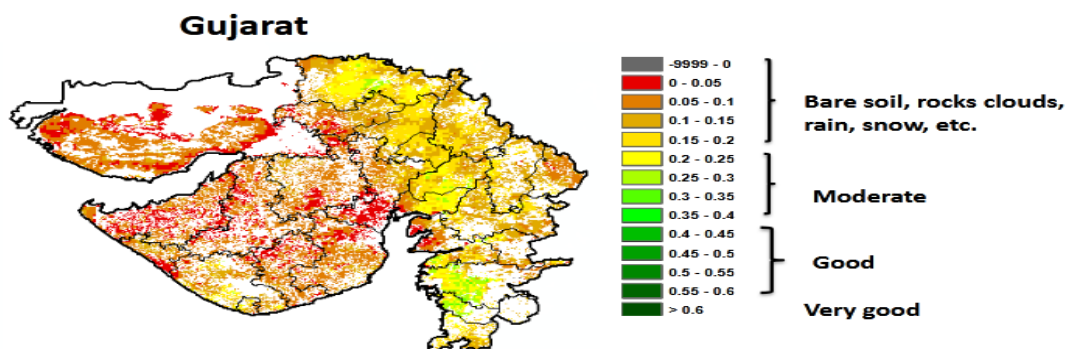 Gujarat
-9999 - 0
0 - 0.05
0.05 - 0.1
0.1 - 0.15
0.15 - 0.2
0.2 - 0.25
0.25 - 0.3
0.3 - 0.35
0.35 - 0.4
0.4 - 0.45
0.45 - 0.5
0.5 - 0.55
0.55 - 0.6
> 0.6
Bare soil, rocks clouds,
rain, snow, etc.
Moderate
Good
Very good